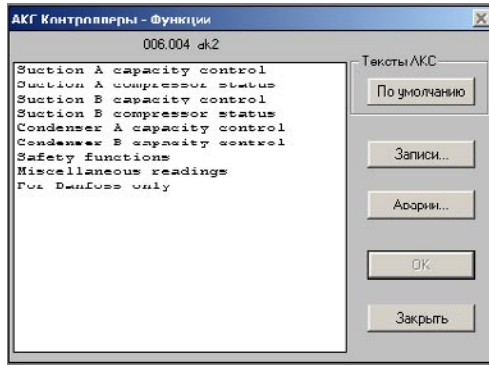 АКГ Контроллеры - Функции
006.004 ak2
Suction A capacity control
Suction A compressor status
Suction B capacity control
Suction B compressor status
Condenser A capacity control
Condenser B capacity control
Safety functions
Miscellaneous readings
For Danfoss only
Тексты АКС
По умолчанию
Записи...
Аварии...
OK
Закрыть